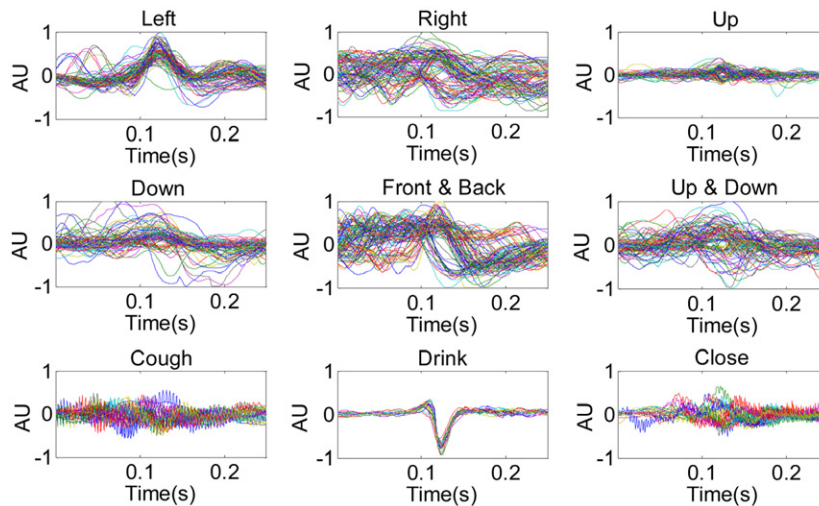 Left Right Up
1 1 1
AU 0 AU 0 AU 0
-1 -1 -1
0.1 0.2 0.1 0.2 0.1 0.2
Time(s) Time(s) Time(s)
Down Front & Back Up & Down
1 1 1
AU 0 AU 0 AU 0
-1 -1 -1
0.1 0.2 0.1 0.2 0.1 0.2
Time(s) Time(s) Time(s)
Cough Drink Close
1 1 1
AU 0 AU 0 AU 0
-1 -1 -1
0.1 0.2 0.1 0.2 0.1 0.2
Time(s) Time(s) Time(s)